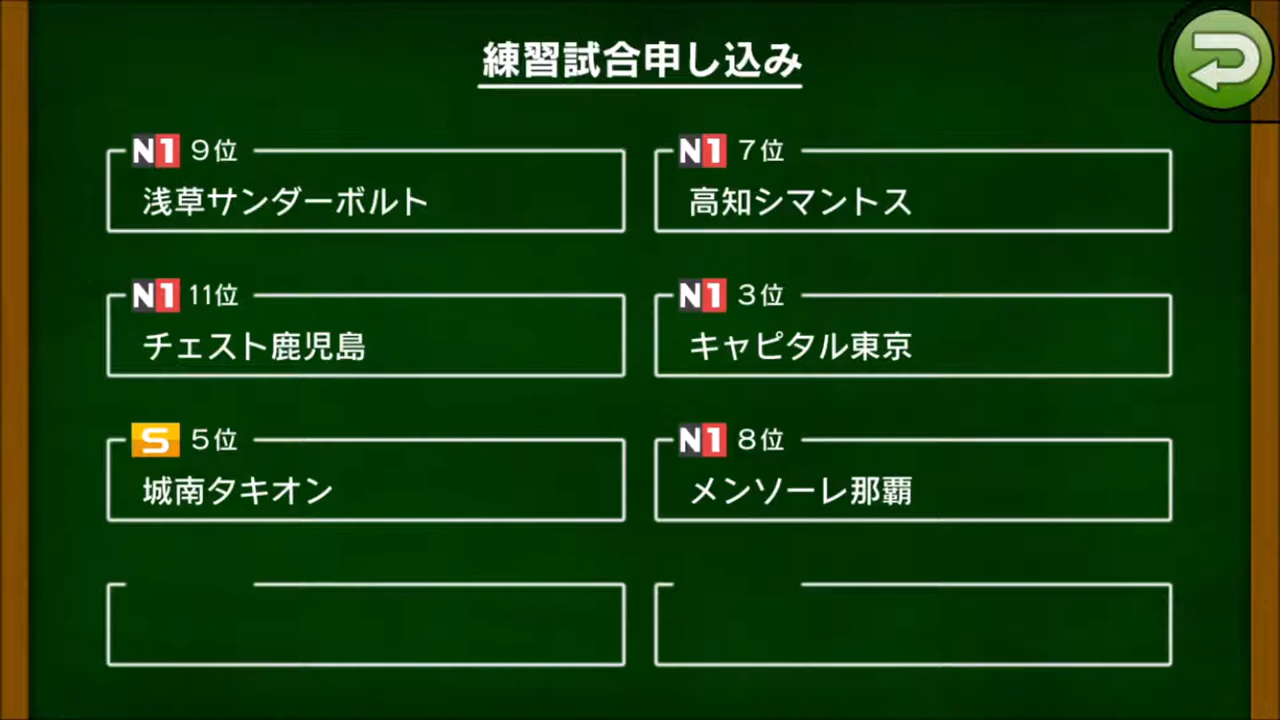 練習試合申し込み
N1 9位
浅草サンダーボルト
N1 7位
高知シマントス
N1 11位
チェスト鹿児島
N1 3位
キャピタル東京
S 5位
城南タキオン
N1 8位
メンソーレ那覇